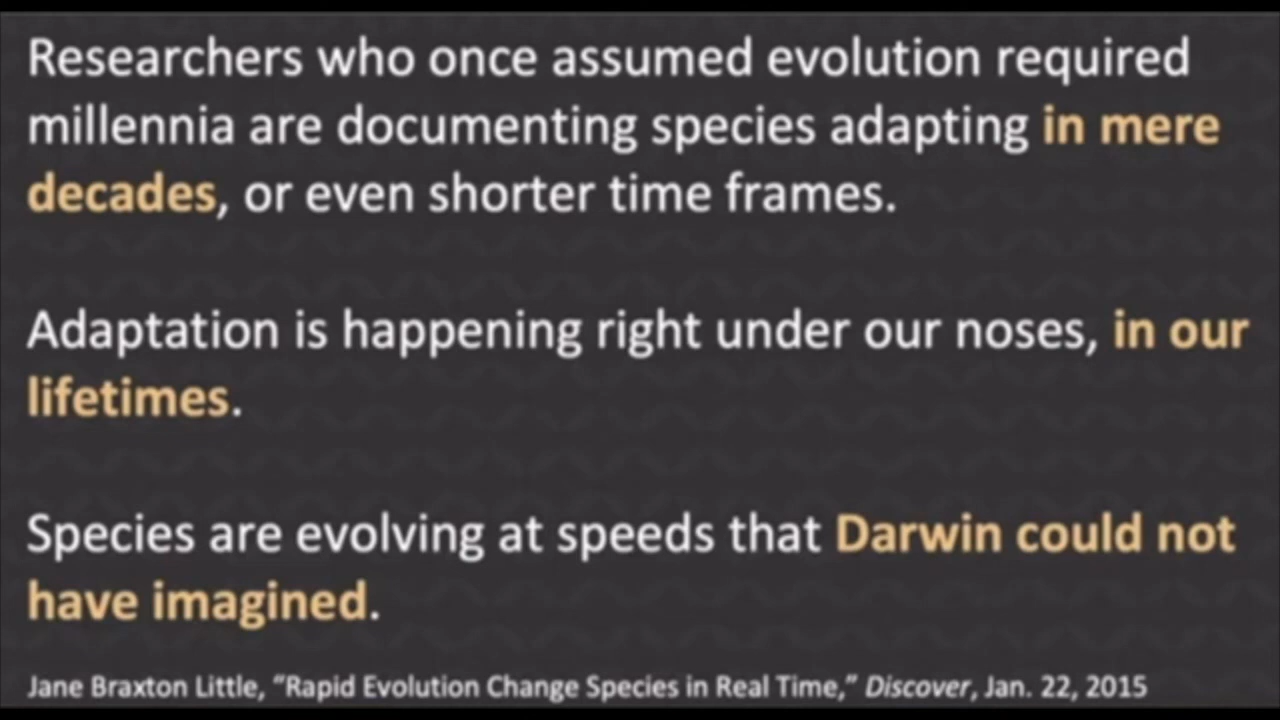 Researchers who once assumed evolution required
millennia are documenting species adapting in mere
decades, or even shorter time frames.
Adaptation is happening right under our noses, in our
lifetimes.
Species are evolving at speeds that Darwin could not
have imagined.
Jane Braxton Little, “Rapid Evolution Change Species in Real Time,” Discover, Jan. 22, 2015